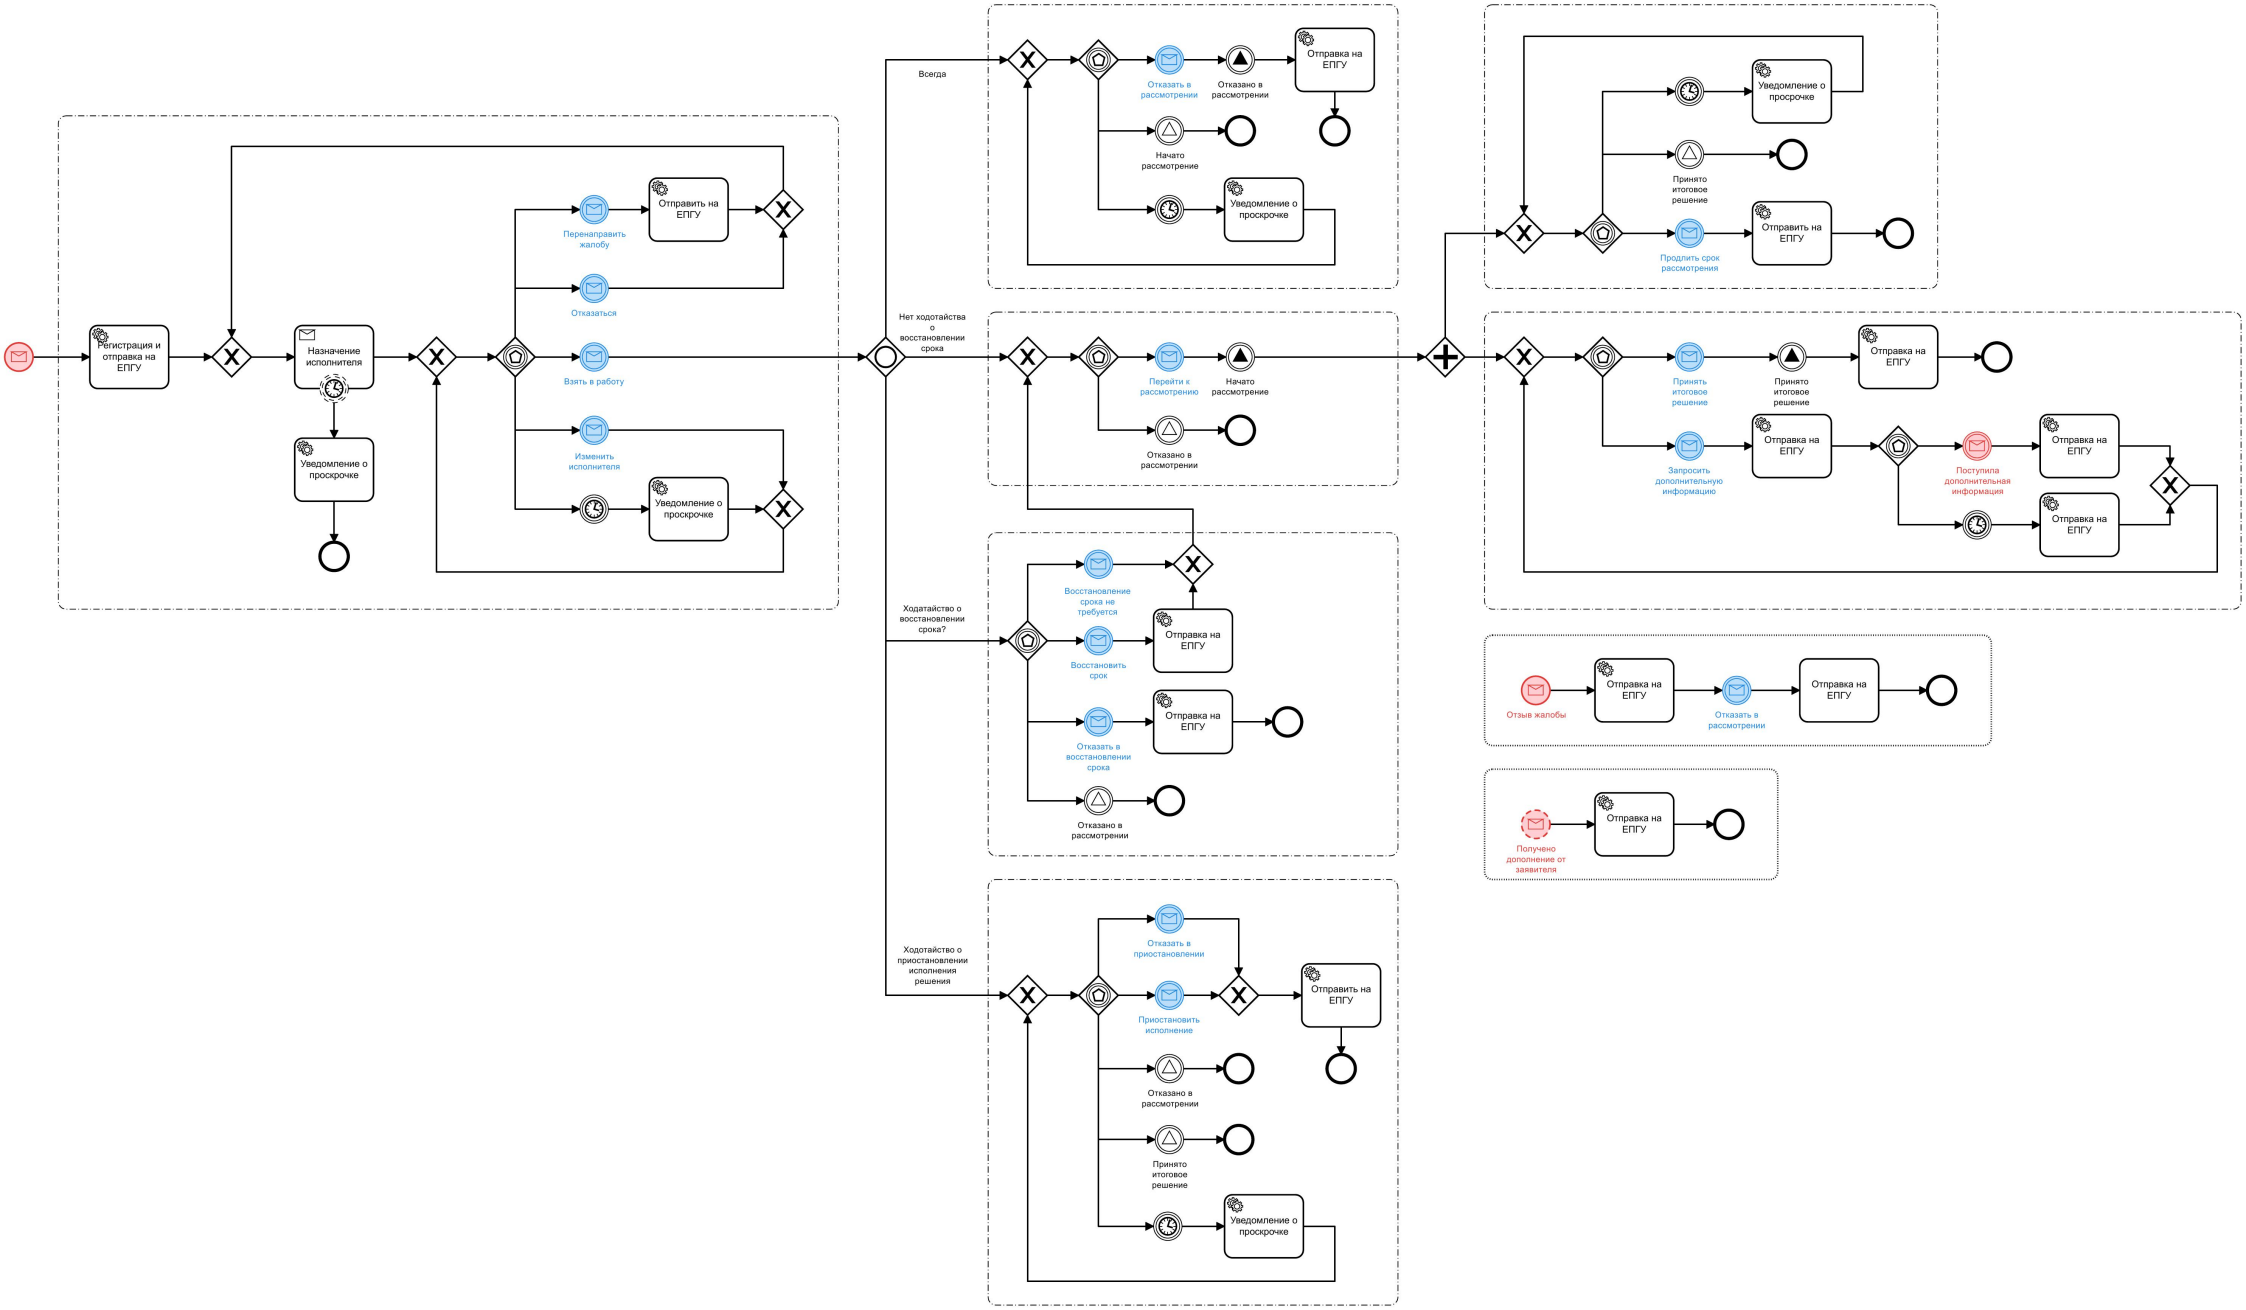 Регистрация и
отправка на
ЕПГУ
Назначение
исполнителя
Уведомление о
проскрочке
Перенаправить
жалобу
Отправить на
ЕПГУ
Отказаться
Взять в работу
Изменить
исполнителя
Уведомление о
проскрочке
Всегда
Нет ходотайства
о
восстановлении
срока
Ходатайство о
восстановлении
срока?
Ходотайство о
приостановлении
исполнения
решения
Отказать в
рассмотрении
Отказано в
рассмотрении
Отправка на
ЕПГУ
Начато
рассмотрение
Уведомление о
проскрочке
Перейти к
рассмотрению
Начато
рассмотрение
Отказано в
рассмотрении
Восстановление
срока не
требуется
Восстановить
срок
Отправка на
ЕПГУ
Отказать в
восстановлении
срока
Отправка на
ЕПГУ
Отказано в
рассмотрении
Отказать в
приостановлении
Приостановить
исполнение
Отправить на
ЕПГУ
Отказано в
рассмотрении
Принято
итоговое
решение
Уведомление о
проскрочке
Уведомление о
просрочке
Принято
итоговое
решение
Продлить срок
рассмотрения
Отправить на
ЕПГУ
Принять
итоговое
решение
Принято
итоговое
решение
Отправка на
ЕПГУ
Запросить
дополнительную
информацию
Отправка на
ЕПГУ
Поступила
дополнительная
информация
Отправка на
ЕПГУ
Отправка на
ЕПГУ
Отзыв жалобы
Отправка на
ЕПГУ
Отказать в
рассмотрении
Отправка на
ЕПГУ
Получено
дополнение от
заявителя
Отправка на
ЕПГУ